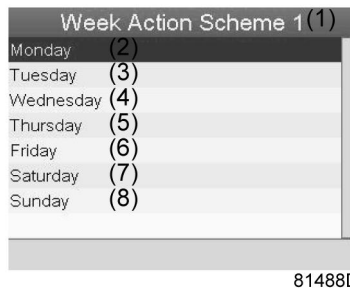 Week Action Scheme 1 (1)
Monday (2)
Tuesday (3)
Wednesday (4)
Thursday (5)
Friday (6)
Saturday (7)
Sunday (8)
81488D